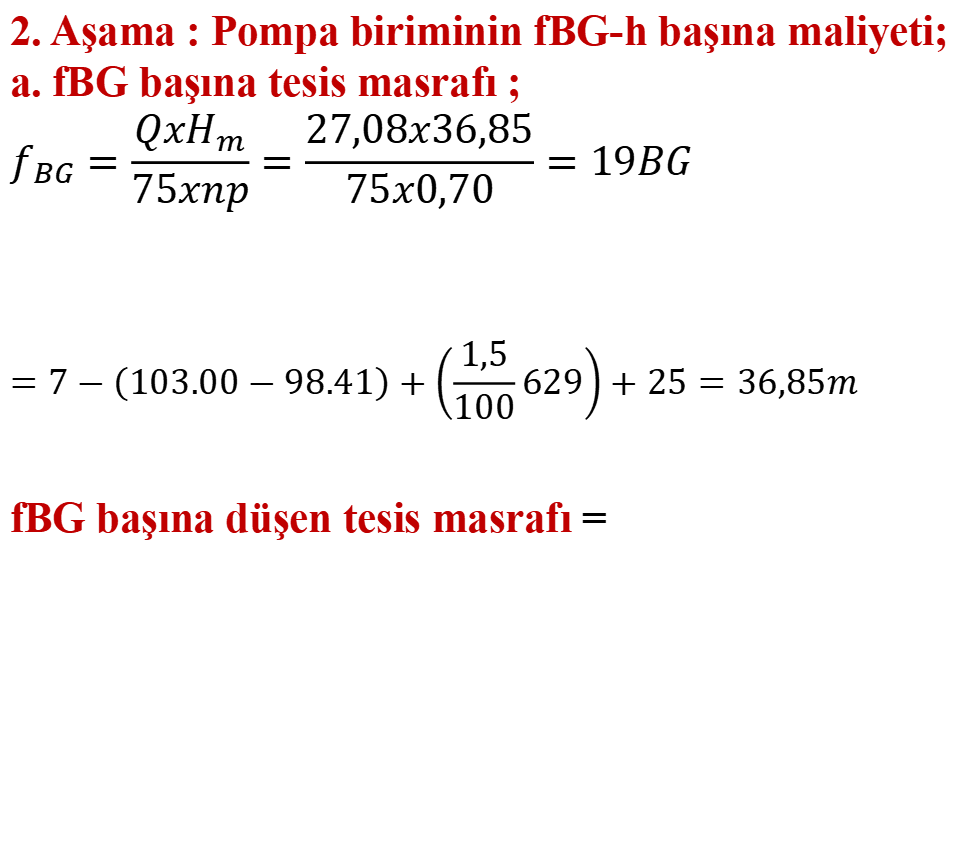 2. Aşama : Pompa biriminin fBG-h başına maliyeti;
a. fBG başına tesis masrafı ;
f_{BG} = \frac{QxH_m}{75xnp} = \frac{27,08x36,85}{75x0,70} = 19BG
= 7 − (103.00 − 98.41) + (\frac{1,5}{100} 629) + 25 = 36,85m
fBG başına düşen tesis masrafı =